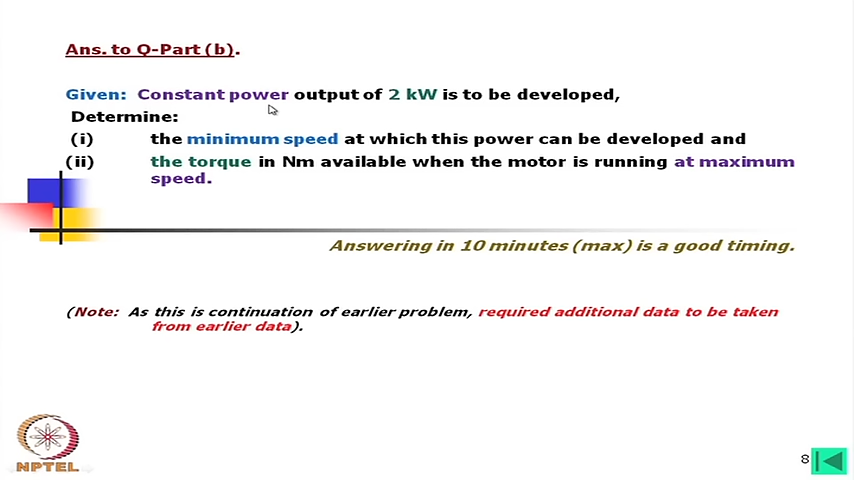 Ans. to Q-Part (b).
Given: Constant power output of 2 kW is to be developed,
Determine:
(i) the minimum speed at which this power can be developed and
(ii) the torque in Nm available when the motor is running at maximum
speed.
Answering in 10 minutes (max) is a good timing.
(Note: As this is continuation of earlier problem, required additional data to be taken
from earlier data).
NPTEL
8